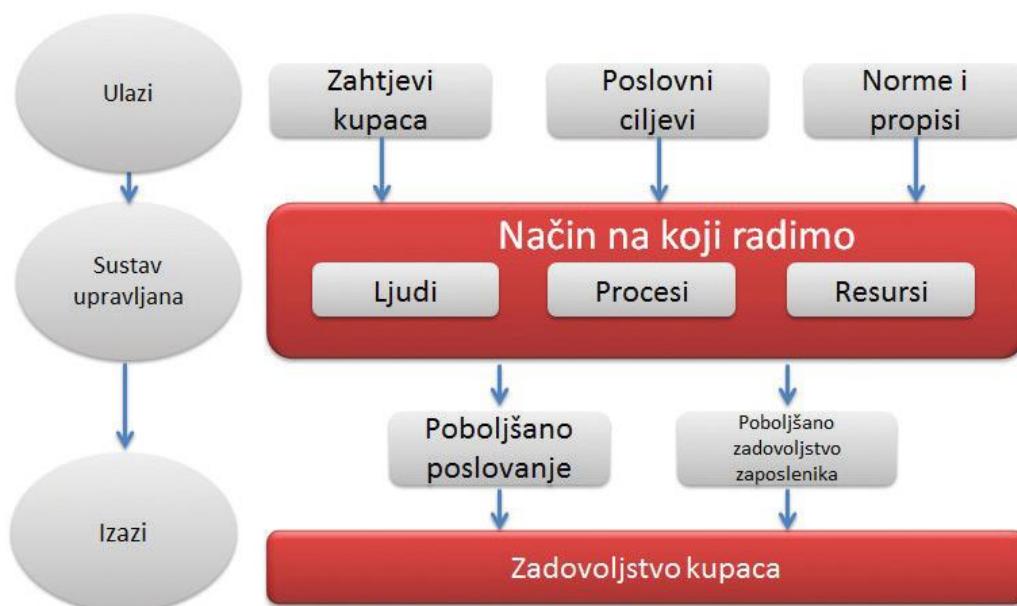 Ulazi
Zahtjevi
kupaca
Poslovni
ciljevi
Norme i
propisi
Sustav
upravljana
Način na koji radimo
Ljudi
Procesi
Resursi
Poboljšano
poslovanje
Poboljšano
zadovoljstvo
zaposlenika
Izazi
Zadovoljstvo kupaca